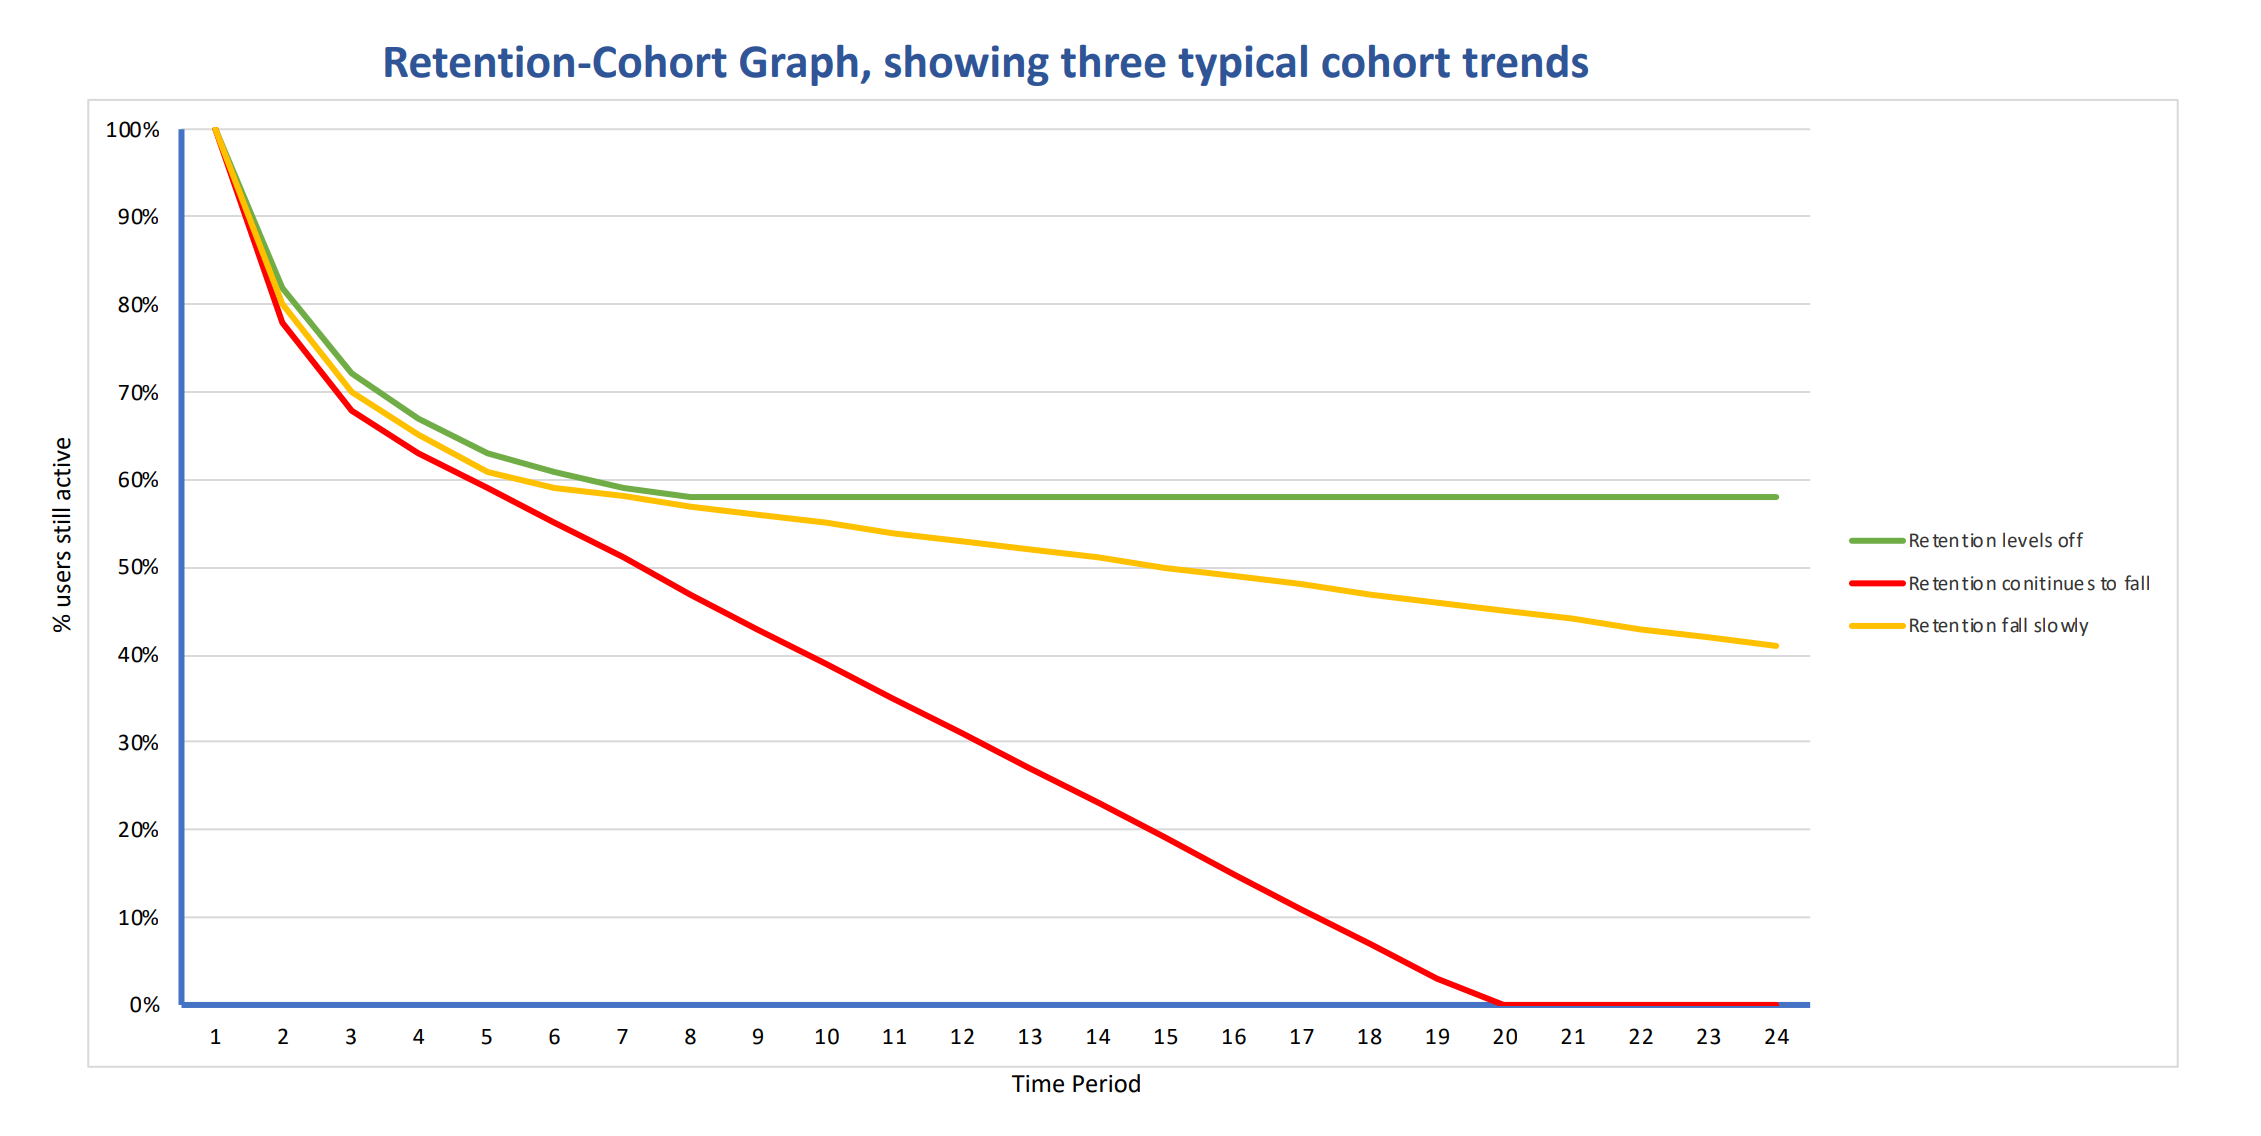 Retention-Cohort Graph, showing three typical cohort trends
100%
90%
80%
70%
60%
50%
40%
30%
20%
10%
0%
% users still active
1 2 3 4 5 6 7 8 9 10 11 12 13 14 15 16 17 18 19 20 21 22 23 24
Time Period
Retention levels off
Retention conitinues to fall
Retention fall slowly